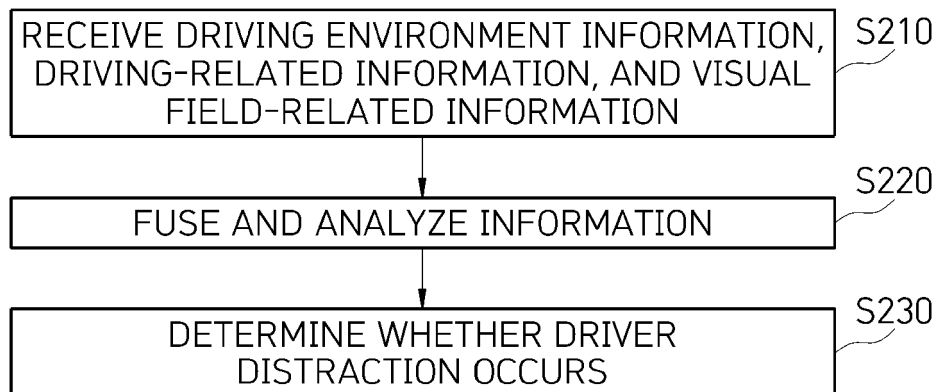 RECEIVE DRIVING ENVIRONMENT INFORMATION,
DRIVING-RELATED INFORMATION, AND VISUAL
FIELD-RELATED INFORMATION
S210
FUSE AND ANALYZE INFORMATION
S220
DETERMINE WHETHER DRIVER
DISTRACTION OCCURS
S230